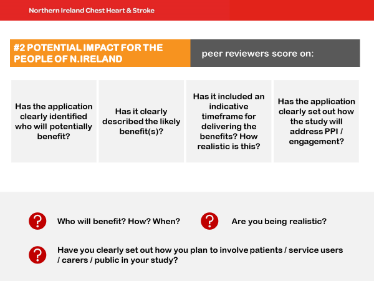 Northern Ireland Chest Heart & Stroke
#2 POTENTIAL IMPACT FOR THE
PEOPLE OF N.IRELAND
peer reviewers score on:
Has the application
clearly identified
who will potentially
benefit?
Has it clearly
described the likely
benefit(s)?
Has it included an
indicative
timeframe for
delivering the
benefits? How
realistic is this?
Has the application
clearly set out how
the study will
address PPI /
engagement?
? Who will benefit? How? When?
? Are you being realistic?
? Have you clearly set out how you plan to involve patients / service users
/ carers / public in your study?